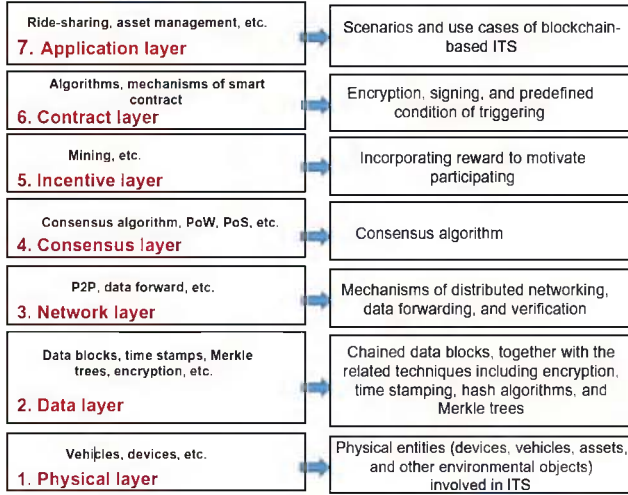 Ride-sharing, asset management, etc.
7. Application layer
Scenarios and use cases of blockchain-
based ITS
Algorithms, mechanisms of smart
contract
6. Contract layer
Encryption, signing, and predefined
condition of triggering
Mining, etc.
5. Incentive layer
Incorporating reward to motivate
participating
Consensus algorithm, PoW, PoS, etc.
4. Consensus layer
Consensus algorithm
P2P, data forward, etc.
3. Network layer
Mechanisms of distributed networking,
data forwarding, and verification
Data blocks, time stamps, Merkle
trees, encryption, etc.
2. Data layer
Chained data blocks, together with the
related techniques including encryption,
time stamping, hash algorithms, and
Merkle trees
Vehicles, devices, etc.
1. Physical layer
Physical entities (devices, vehicles, assets,
and other environmental objects)
involved in ITS